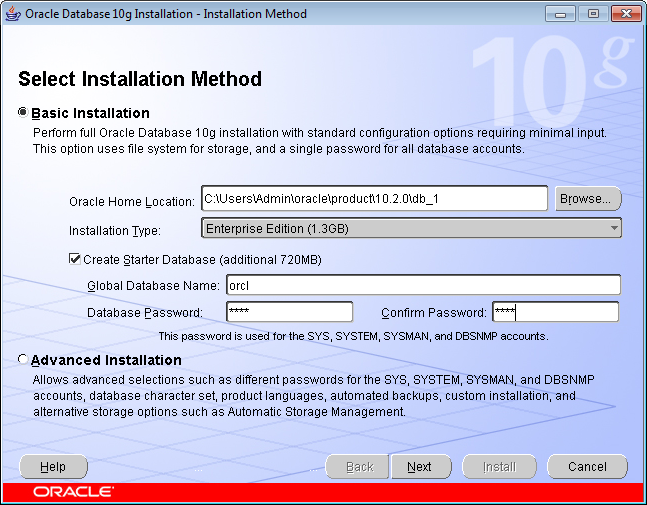 Oracle Database 10g Installation - Installation Method
10g
Select Installation Method
Basic Installation
Perform full Oracle Database 10g installation with standard configuration options requiring minimal input.
This option uses file system for storage, and a single password for all database accounts.
Oracle Home Location: C:\Users\Admin\oracle\product\10.2.0\db_1 Browse...
Installation Type: Enterprise Edition (1.3GB)
Create Starter Database (additional 720MB)
Global Database Name: orcl
Database Password: **** Confirm Password: ****
This password is used for the SYS, SYSTEM, SYSMAN, and DBSNMP accounts.
Advanced Installation
Allows advanced selections such as different passwords for the SYS, SYSTEM, SYSMAN, and DBSNMP
accounts, database character set, product languages, automated backups, custom installation, and
alternative storage options such as Automatic Storage Management.
Help Back Next Install Cancel
ORACLE